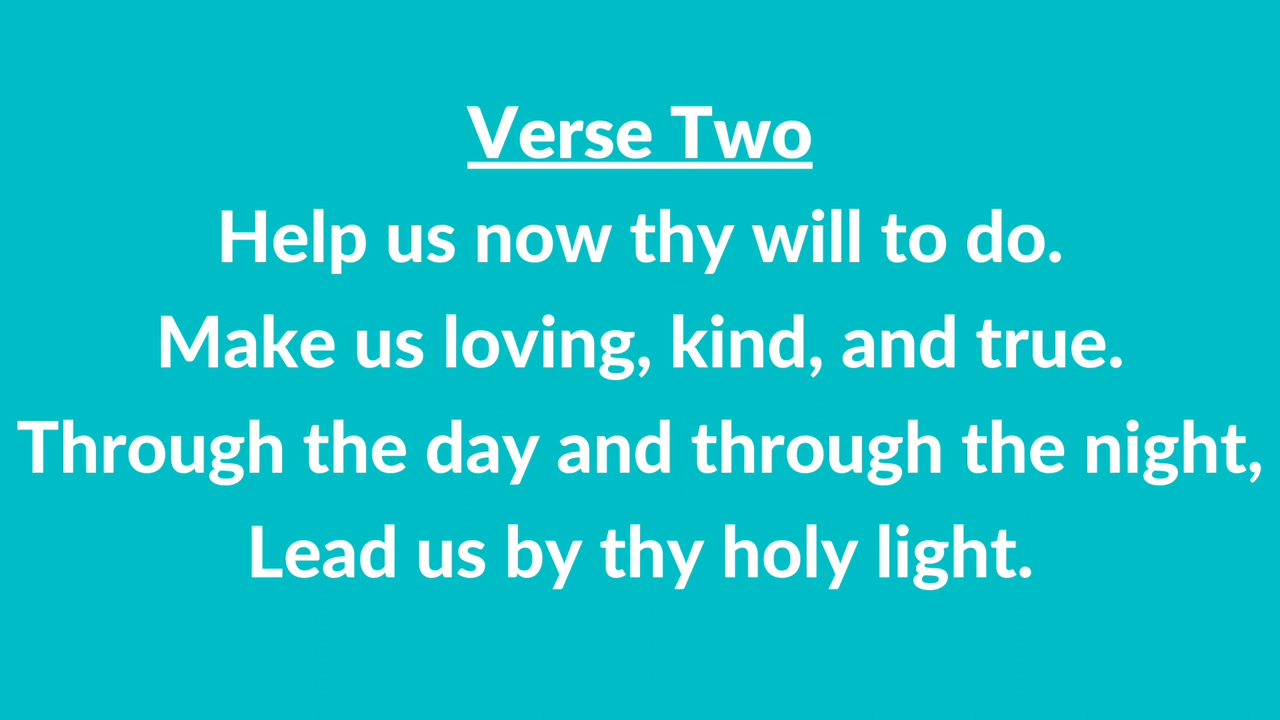 Verse Two
Help us now thy will to do.
Make us loving, kind, and true.
Through the day and through the night,
Lead us by thy holy light.